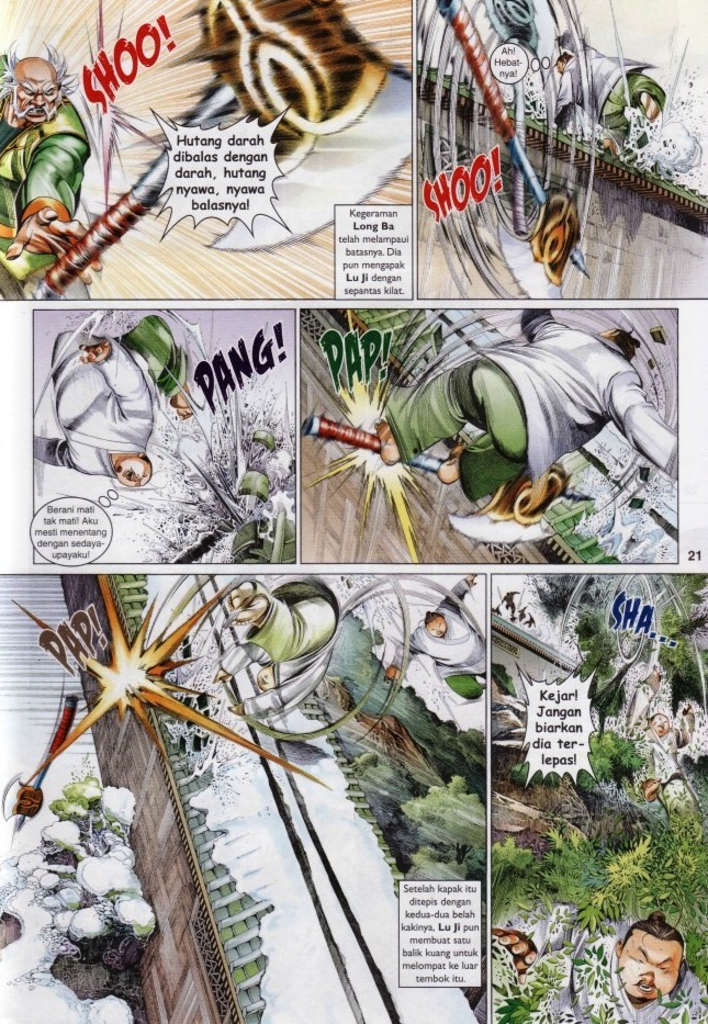 SHOO!
Hutang darah
dibalas dengan
darah, hutang
nyawa, nyawa
balasnya!
Kegeraman
Long Ba
telah melampaui
batasnya. Dia
pun mengapak
Lu Ji dengan
sepantas kilat.
Ah!
Hebat-
nya!
SHOO!
PANG!
Berani mati
tak mati! Aku
mesti menentang
dengan sedaya-
upayaku!
PAP!
21
PAP!
Setelah kapak itu
ditepis dengan
kedua-dua belah
kakinya, Lu Ji pun
membuat satu
balik kuang untuk
melompat ke luar
tembok itu.
SHA...
Kejar!
Jangan
biarkan
dia ter-
lepas!